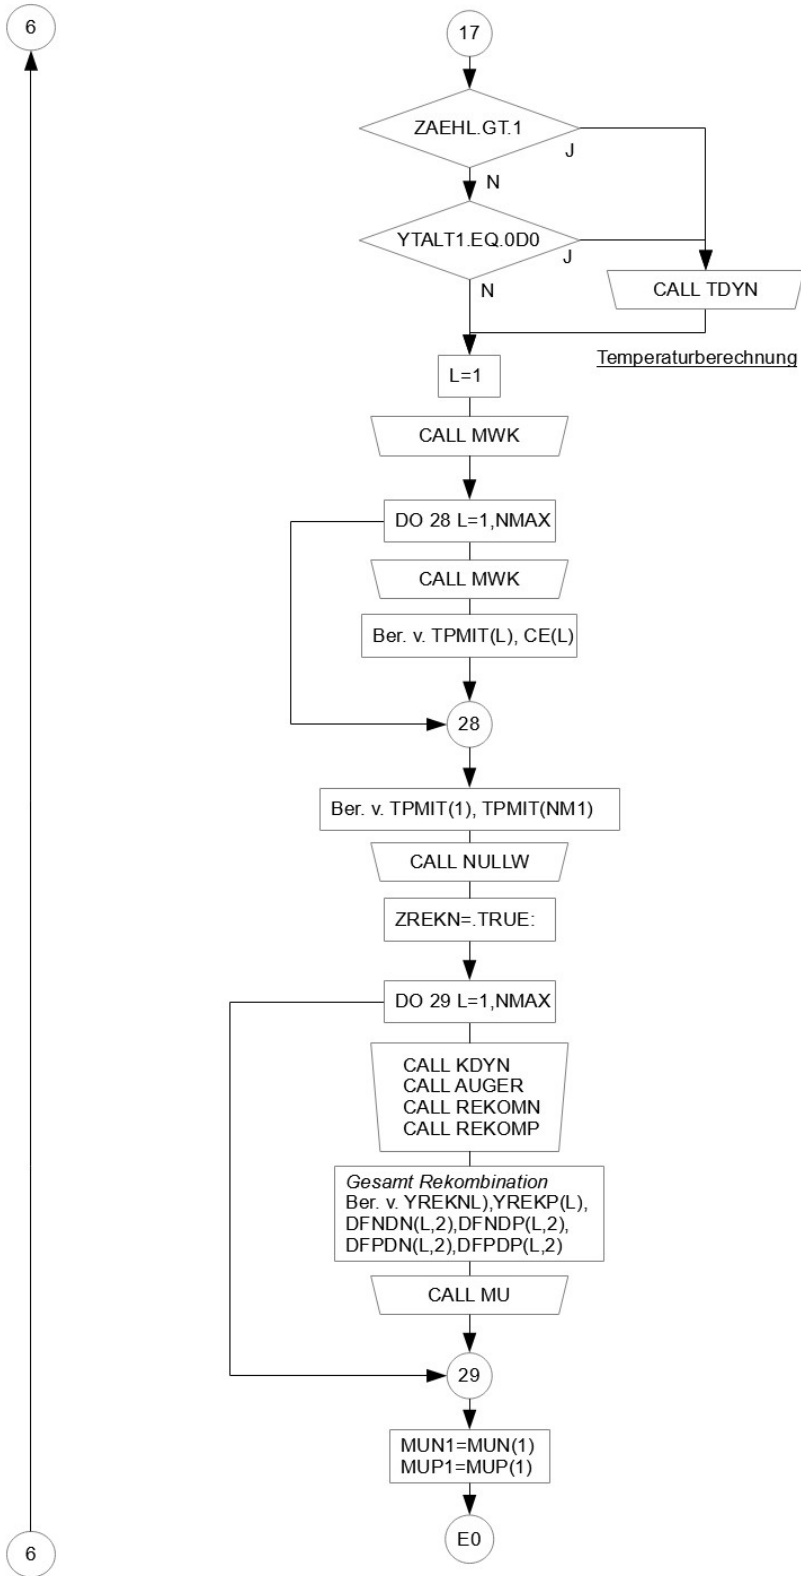 6
17
ZAEHL.GT.1
J
N
YTALT1.EQ.0D0
J
N
CALL TDYN
Temperaturberechnung
L=1
CALL MWK
DO 28 L=1,NMAX
CALL MWK
Ber. v. TPMIT(L), CE(L)
28
Ber. v. TPMIT(1), TPMIT(NM1)
CALL NULLW
ZREKN=.TRUE:
DO 29 L=1,NMAX
CALL KDYN
CALL AUGER
CALL REKOMN
CALL REKOMP
Gesamt Rekombination
Ber. v. YREKNL),YREKP(L),
DFNDN(L,2),DFNDP(L,2),
DFPDN(L,2),DFPDP(L,2)
CALL MU
29
MUN1=MUN(1)
MUP1=MUP(1)
E0
6